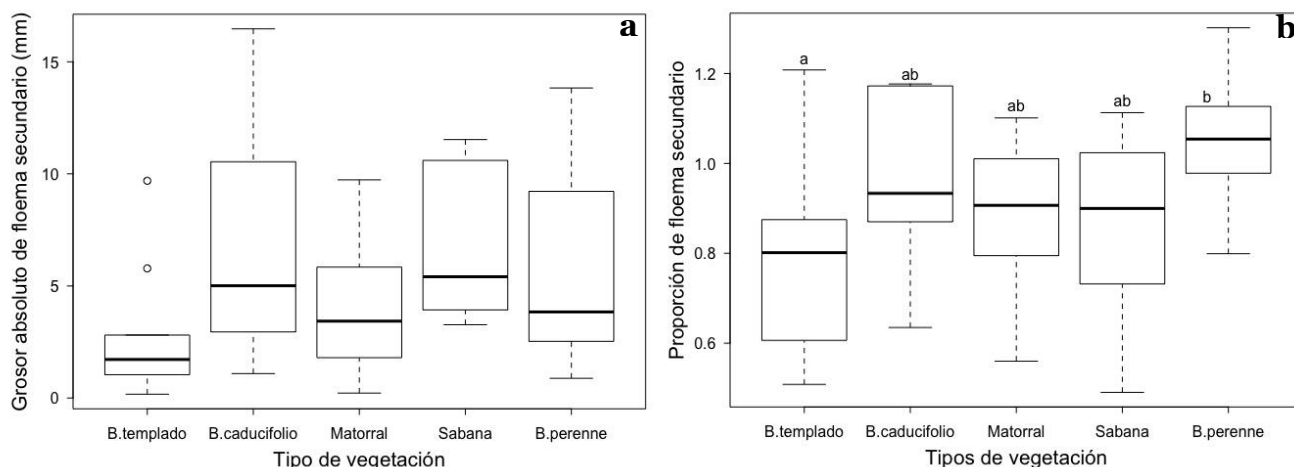 a
Grosor absoluto de floema secundario (mm)
15
10
5
0
B.templado B.caducifolio Matorral Sabana B.perenne
Tipo de vegetación
b
Proporción de floema secundario
1.2
1.0
0.8
0.6
a ab ab ab b
B.templado B.caducifolio Matorral Sabana B.perenne
Tipos de vegetación